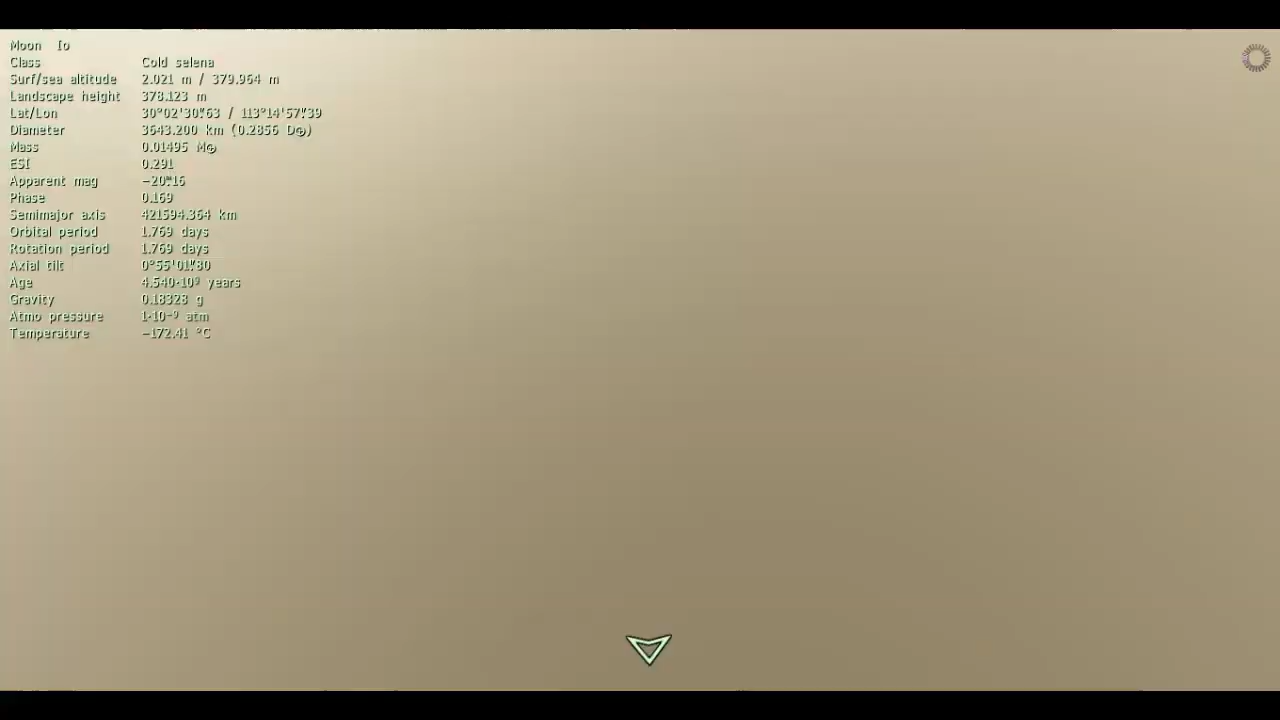 Moon Io
Class Cold selena
Surf/sea altitude 2.021 m / 379.964 m
Landscape height 378.123 m
Lat/Lon 30°02'30"63 / 113°14'57"39
Diameter 3643.200 km (0.2856 D⊕)
Mass 0.01495 M⊕
ESI 0.291
Apparent mag −20ᵐ16
Phase 0.169
Semimajor axis 421594.364 km
Orbital period 1.769 days
Rotation period 1.769 days
Axial tilt 0°55'01"80
Age 4.540·10⁹ years
Gravity 0.18328 g
Atmo pressure 1·10⁻⁹ atm
Temperature −172.41 °C